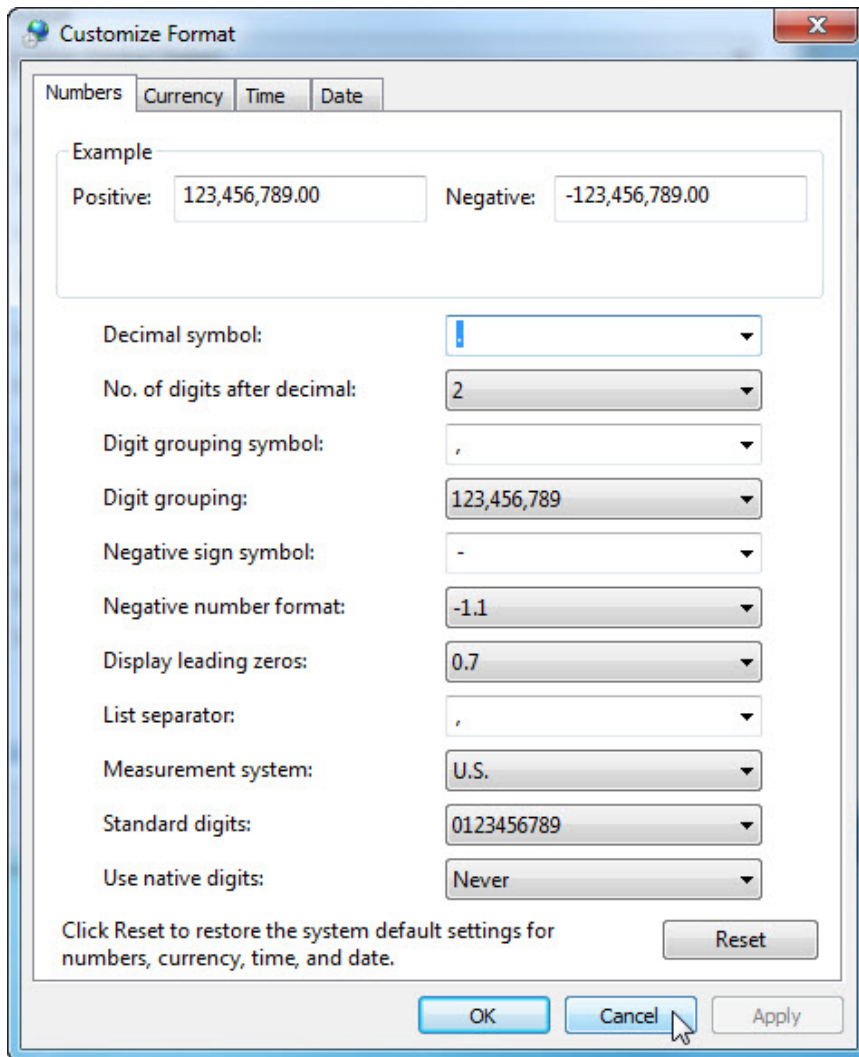 Customize Format
Numbers Currency Time Date
Example
Positive: 123,456,789.00 Negative: -123,456,789.00
Decimal symbol: .
No. of digits after decimal: 2
Digit grouping symbol: ,
Digit grouping: 123,456,789
Negative sign symbol: -
Negative number format: -1.1
Display leading zeros: 0.7
List separator: ,
Measurement system: U.S.
Standard digits: 0123456789
Use native digits: Never
Click Reset to restore the system default settings for
numbers, currency, time, and date.
Reset
OK Cancel Apply